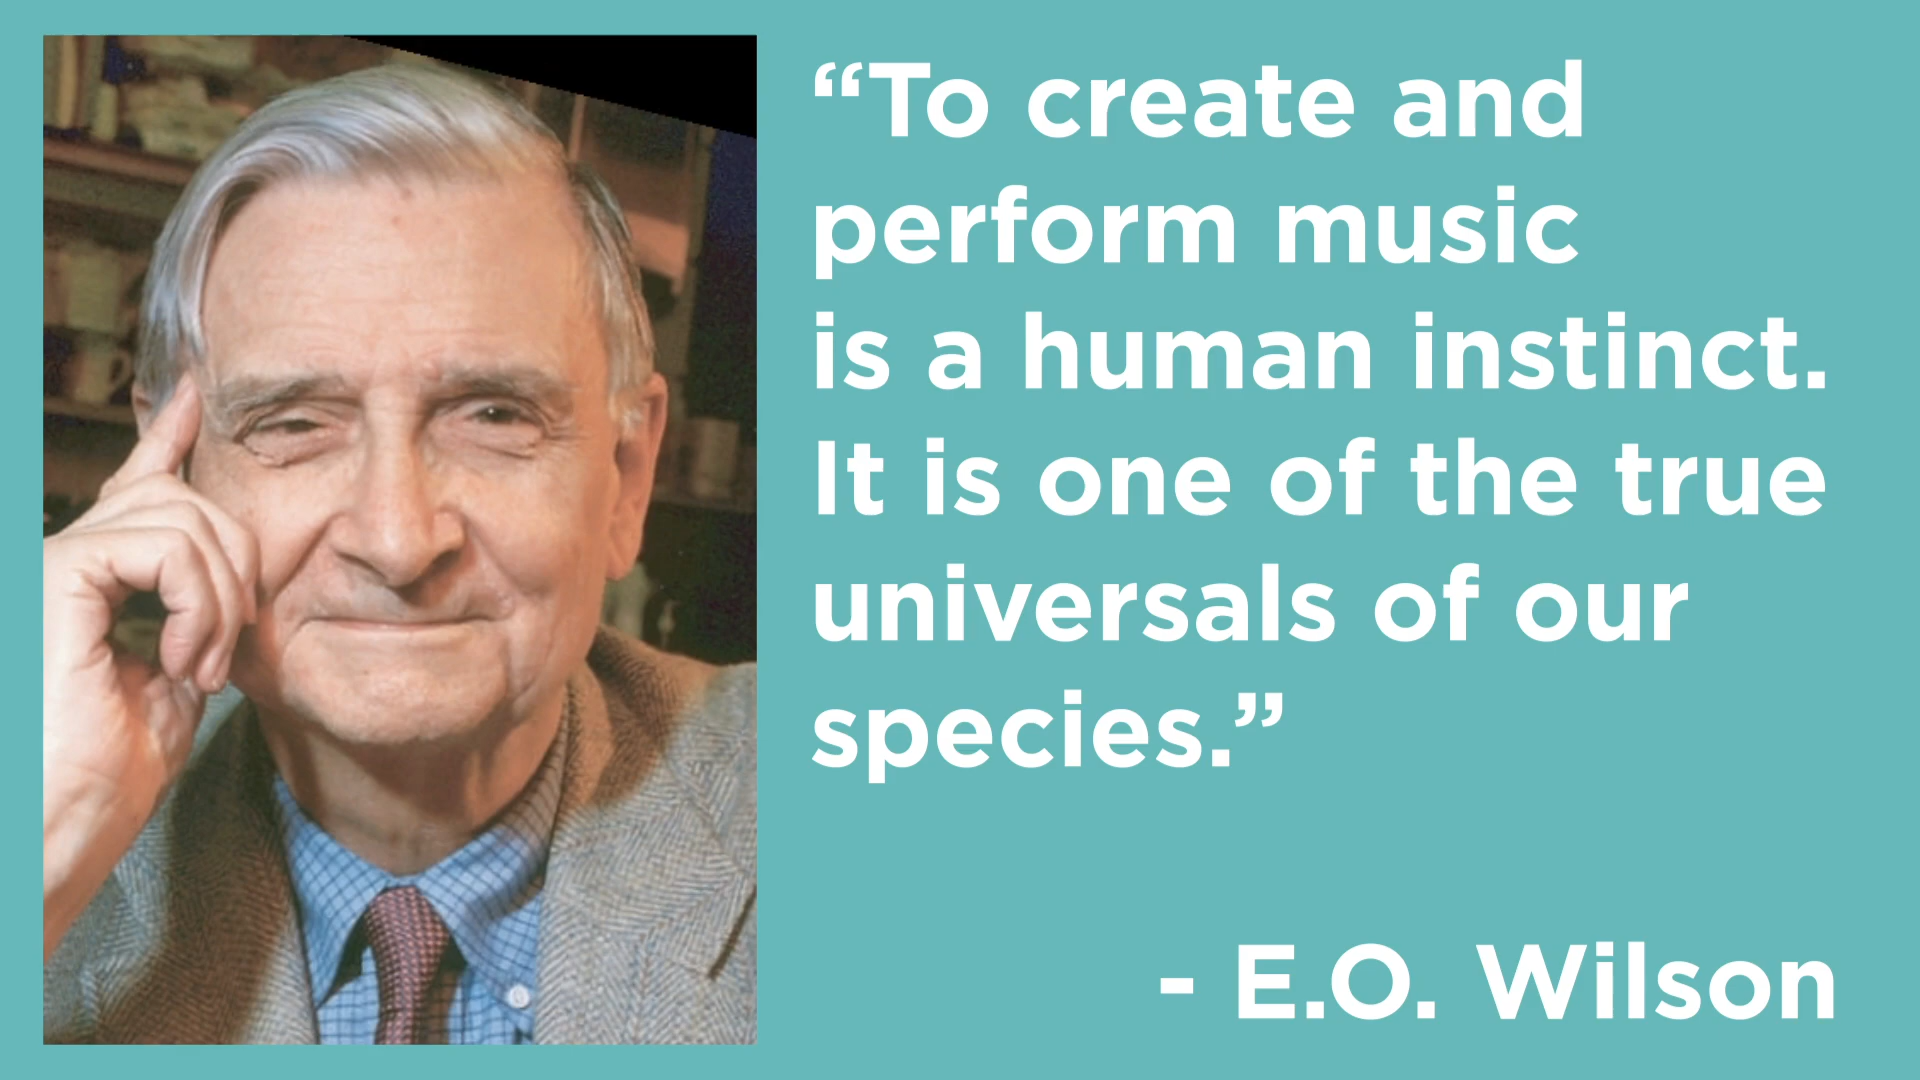 “To create and
perform music
is a human instinct.
It is one of the true
universals of our
species.”
- E.O. Wilson